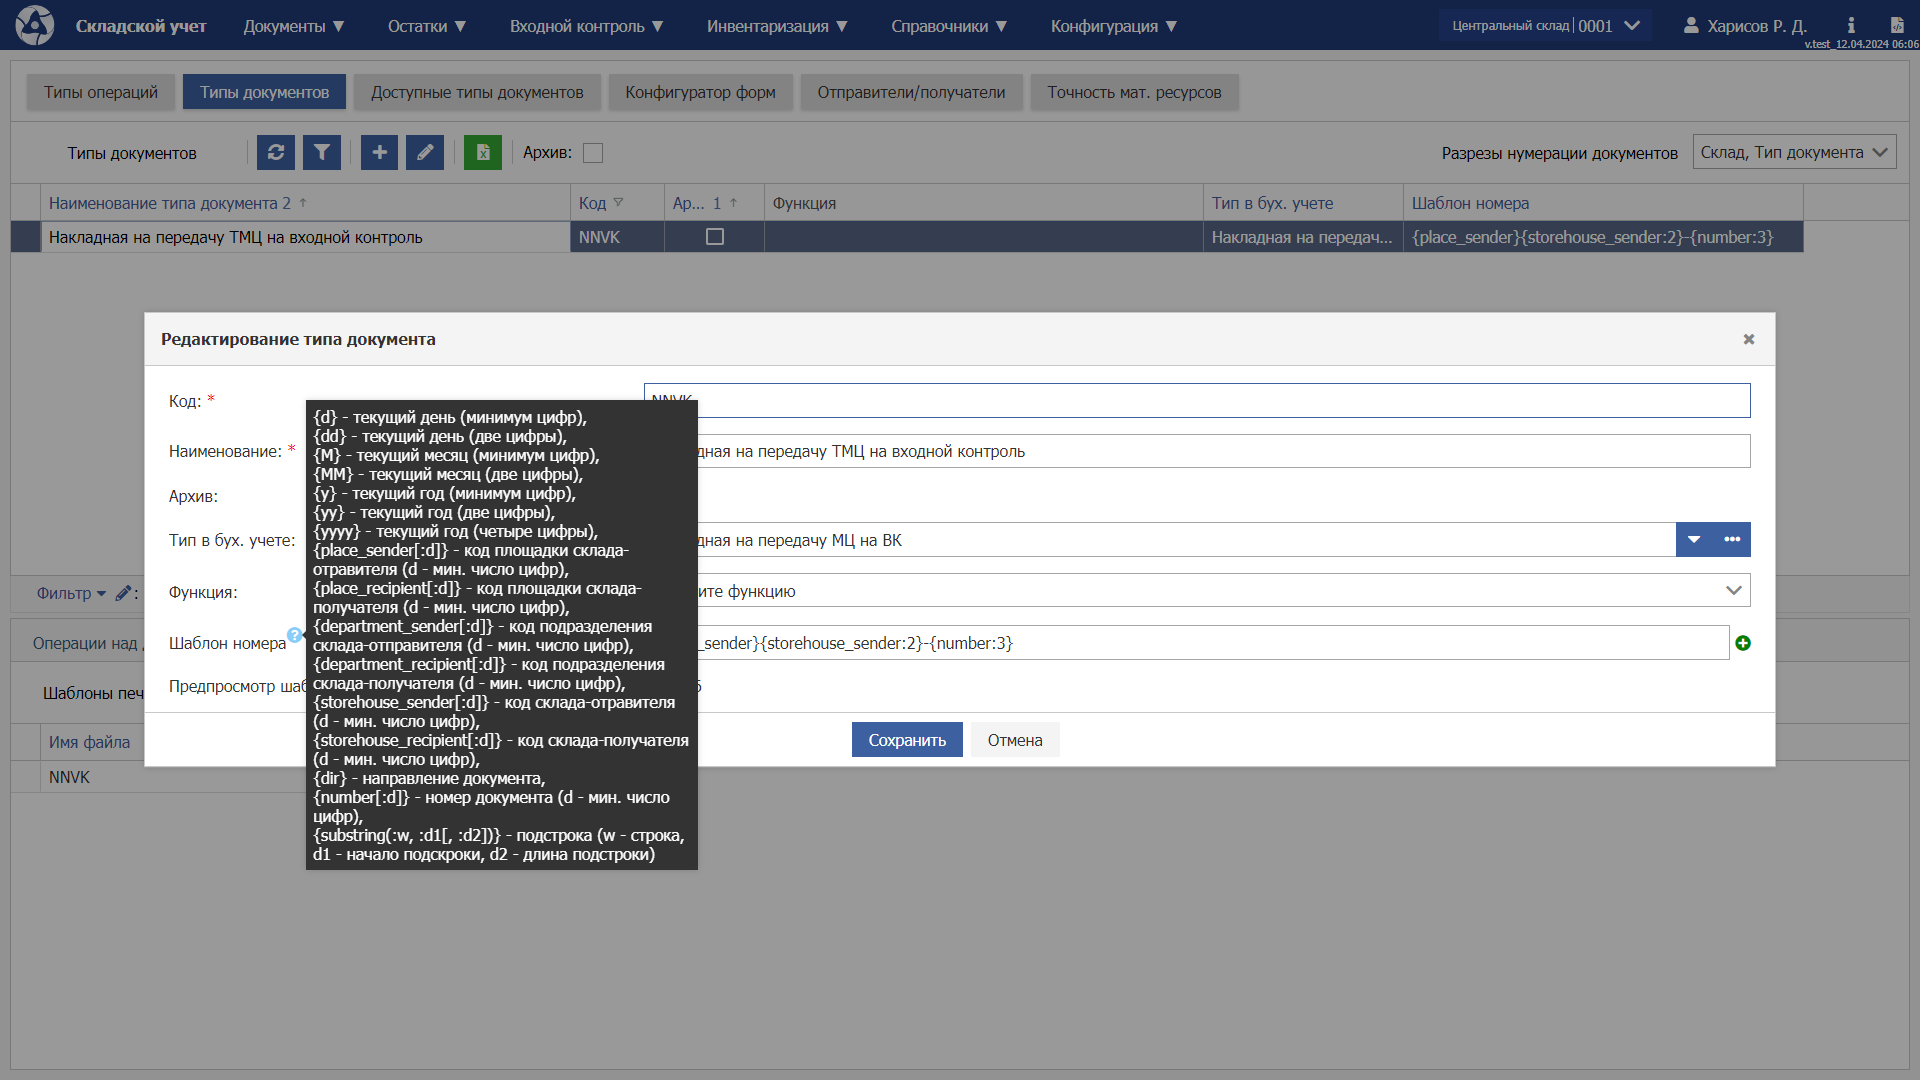 Складской учет
Документы ▼
Остатки ▼
Входной контроль ▼
Инвентаризация ▼
Справочники ▼
Конфигурация ▼
Центральный склад | 0001
Харисов Р. Д.
v.test_12.04.2024 06:06
Типы операций
Типы документов
Доступные типы документов
Конфигуратор форм
Отправители/получатели
Точность мат. ресурсов
Типы документов
Архив:
Разрезы нумерации документов
Склад, Тип документа
Наименование типа документа 2 ↑
Код
Ар... 1 ↑
Функция
Тип в бух. учете
Шаблон номера
Накладная на передачу ТМЦ на входной контроль
NNVK
Накладная на передач...
{place_sender}{storehouse_sender:2}-{number:3}
Редактирование типа документа
Код: *
NNVK
Наименование: *
дная на передачу ТМЦ на входной контроль
Архив:
Тип в бух. учете:
дная на передачу МЦ на ВК
Функция:
ите функцию
Шаблон номера
_sender}{storehouse_sender:2}-{number:3}
Предпросмотр шаб
{d} - текущий день (минимум цифр),
{dd} - текущий день (две цифры),
{M} - текущий месяц (минимум цифр),
{MM} - текущий месяц (две цифры),
{y} - текущий год (минимум цифр),
{yy} - текущий год (две цифры),
{yyyy} - текущий год (четыре цифры),
{place_sender[:d]} - код площадки склада-
отравителя (d - мин. число цифр),
{place_recipient[:d]} - код площадки склада-
получателя (d - мин. число цифр),
{department_sender[:d]} - код подразделения
склада-отправителя (d - мин. число цифр),
{department_recipient[:d]} - код подразделения
склада-получателя (d - мин. число цифр),
{storehouse_sender[:d]} - код склада-отравителя
(d - мин. число цифр),
{storehouse_recipient[:d]} - код склада-получателя
(d - мин. число цифр),
{dir} - направление документа,
{number[:d]} - номер документа (d - мин. число
цифр),
{substring(:w, :d1[, :d2])} - подстрока (w - строка,
d1 - начало подскроки, d2 - длина подстроки)
Сохранить
Отмена
Фильтр
:
Операции над
Шаблоны печ
Имя файла
NNVK